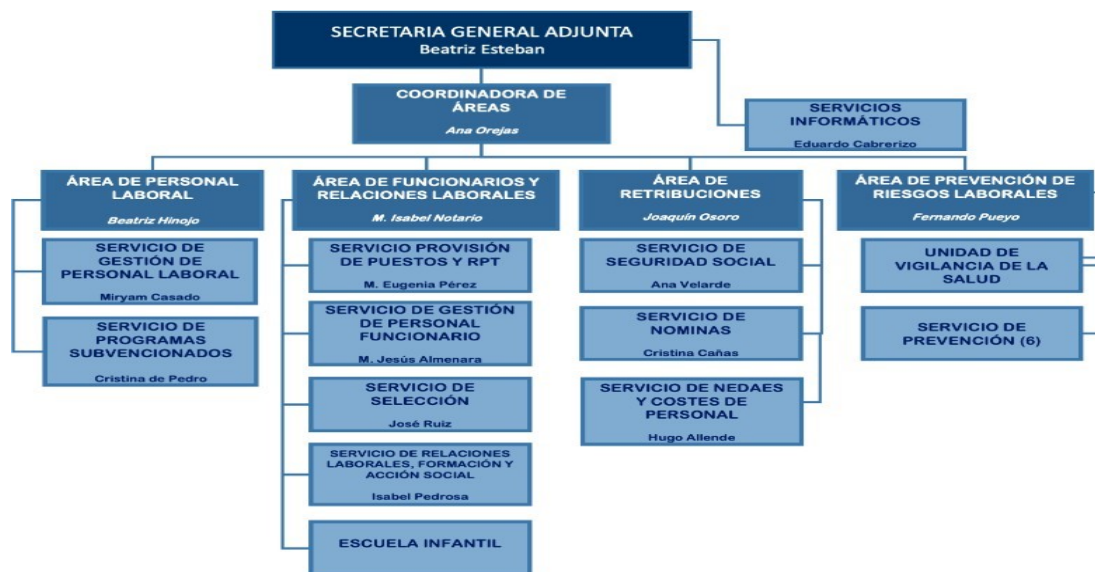 SECRETARIA GENERAL ADJUNTA
Beatriz Esteban
COORDINADORA DE
ÁREAS
Ana Orejas
SERVICIOS
INFORMÁTICOS
Eduardo Cabrerizo
ÁREA DE PERSONAL
LABORAL
Beatriz Hinojo
SERVICIO DE
GESTIÓN DE
PERSONAL LABORAL
Miryam Casado
SERVICIO DE
PROGRAMAS
SUBVENCIONADOS
Cristina de Pedro
ÁREA DE FUNCIONARIOS Y
RELACIONES LABORALES
M. Isabel Notario
SERVICIO PROVISIÓN
DE PUESTOS Y RPT
M. Eugenia Pérez
SERVICIO DE GESTIÓN
DE PERSONAL
FUNCIONARIO
M. Jesús Almenara
SERVICIO DE
SELECCIÓN
José Ruiz
SERVICIO DE RELACIONES
LABORALES, FORMACIÓN Y
ACCIÓN SOCIAL
Isabel Pedrosa
ESCUELA INFANTIL
ÁREA DE
RETRIBUCIONES
Joaquín Osoro
SERVICIO DE
SEGURIDAD SOCIAL
Ana Velarde
SERVICIO DE
NOMINAS
Cristina Cañas
SERVICIO DE NEDAES
Y COSTES DE
PERSONAL
Hugo Allende
ÁREA DE PREVENCIÓN DE
RIESGOS LABORALES
Fernando Pueyo
UNIDAD DE
VIGILANCIA DE LA
SALUD
SERVICIO DE
PREVENCIÓN (6)